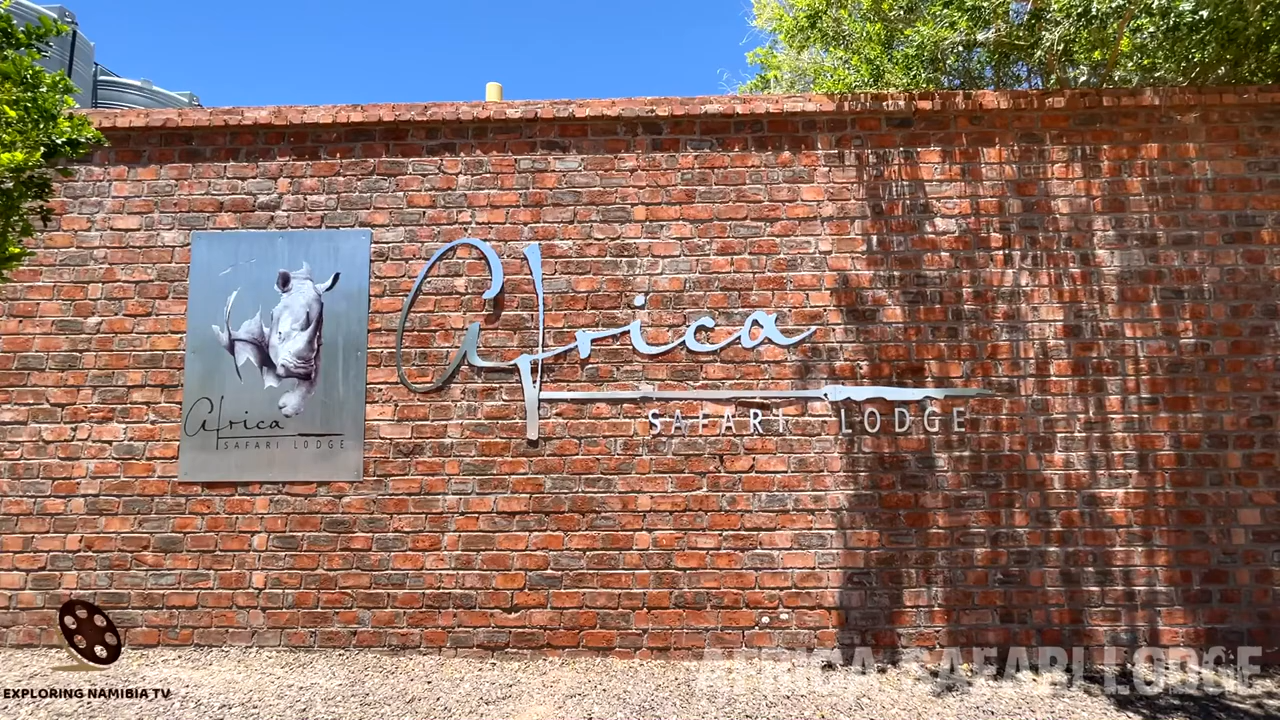 Africa
SAFARI LODGE
Africa
SAFARI LODGE
EXPLORING NAMIBIA TV
AFRICA SAFARI LODGE